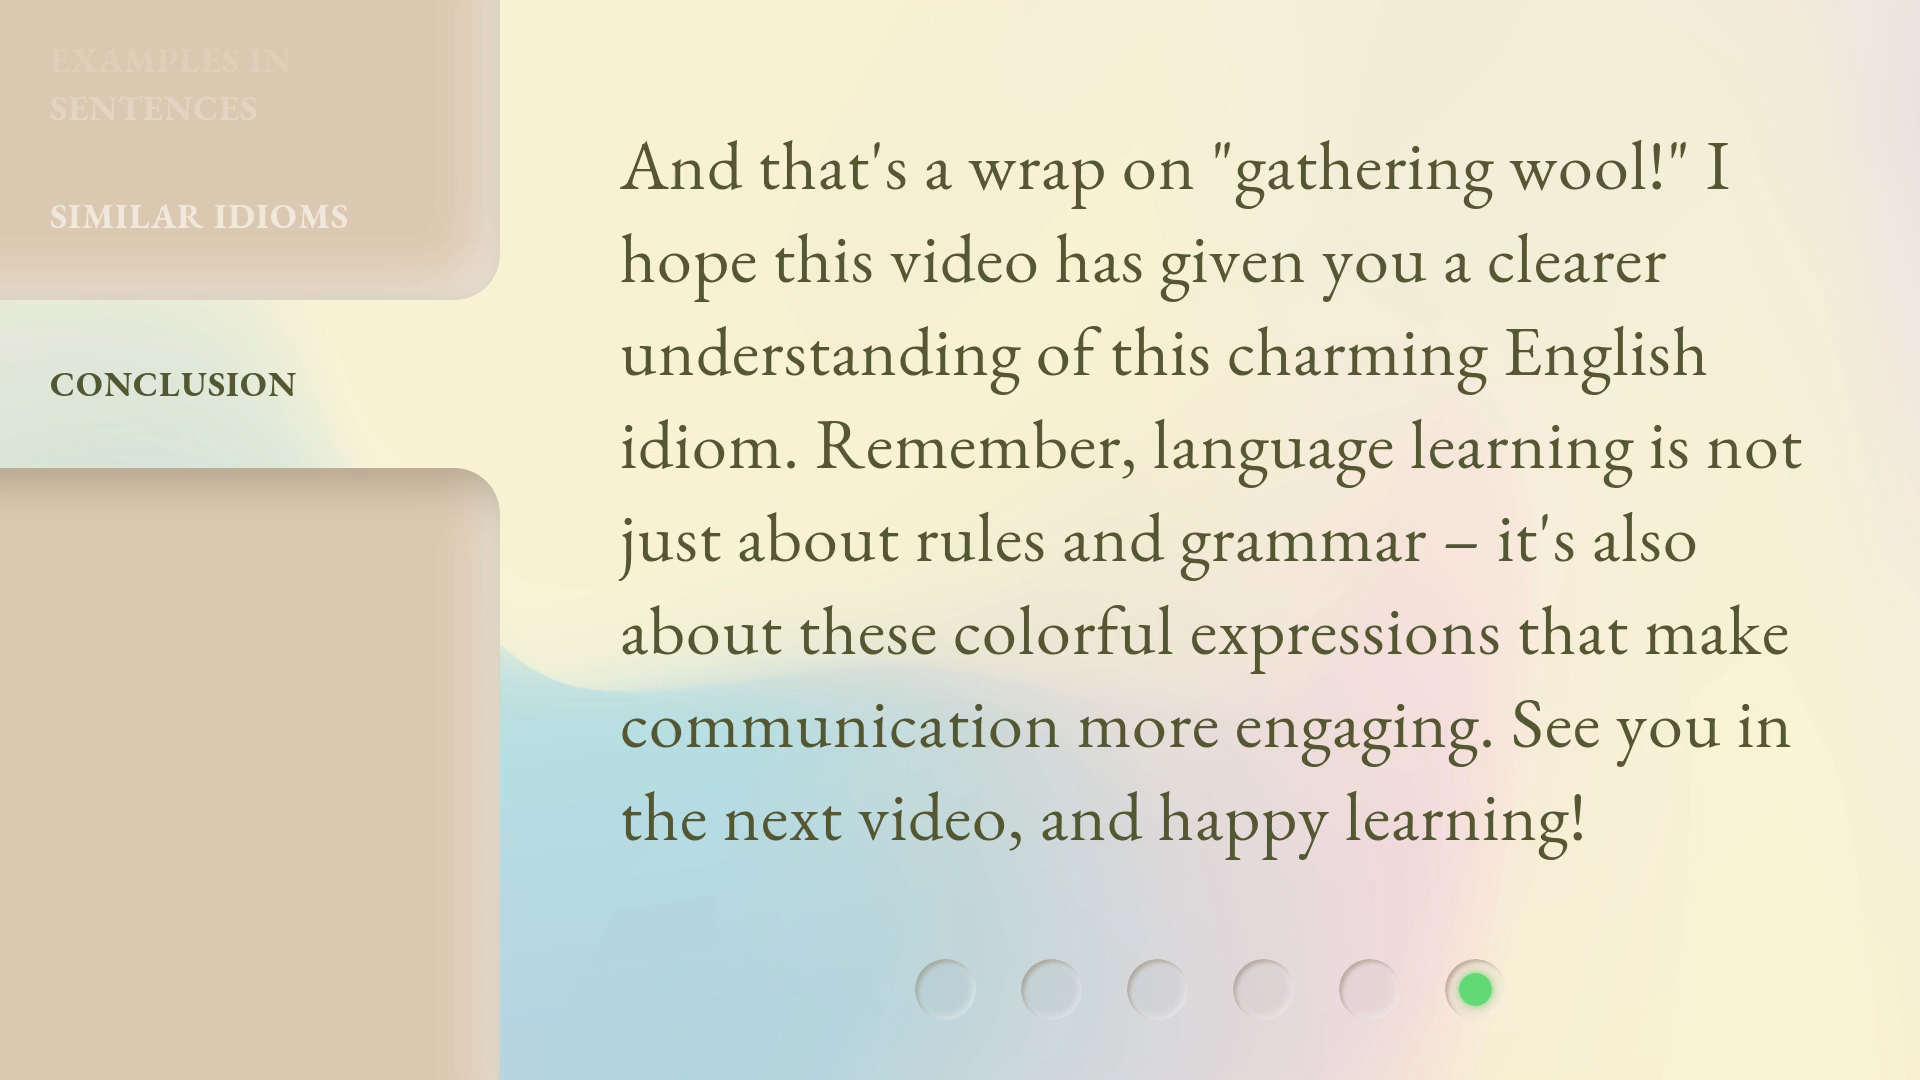 EXAMPLES IN
SENTENCES
SIMILAR IDIOMS
CONCLUSION
And that's a wrap on "gathering wool!" I
hope this video has given you a clearer
understanding of this charming English
idiom. Remember, language learning is not
just about rules and grammar – it's also
about these colorful expressions that make
communication more engaging. See you in
the next video, and happy learning!